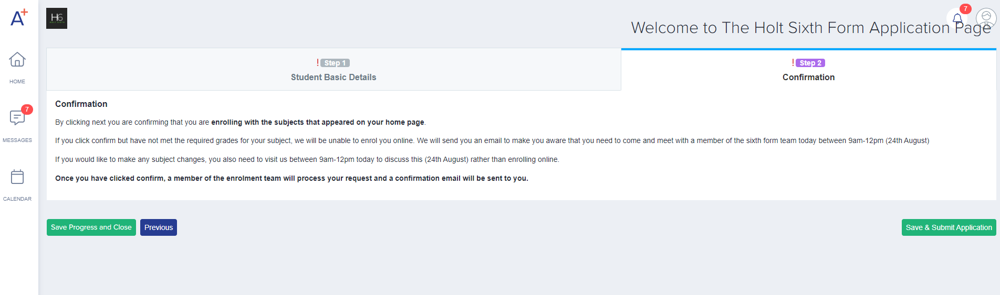 A+
H6
HOLT SIXTH
7
Welcome to The Holt Sixth Form Application Page
HOME
7
MESSAGES
CALENDAR
! Step 1
Student Basic Details
! Step 2
Confirmation
Confirmation
By clicking next you are confirming that you are enrolling with the subjects that appeared on your home page.
If you click confirm but have not met the required grades for your subject, we will be unable to enrol you online. We will send you an email to make you aware that you need to come and meet with a member of the sixth form team today between 9am-12pm (24th August)
If you would like to make any subject changes, you also need to visit us between 9am-12pm today to discuss this (24th August) rather than enrolling online.
Once you have clicked confirm, a member of the enrolment team will process your request and a confirmation email will be sent to you.
Save Progress and Close
Previous
Save & Submit Application